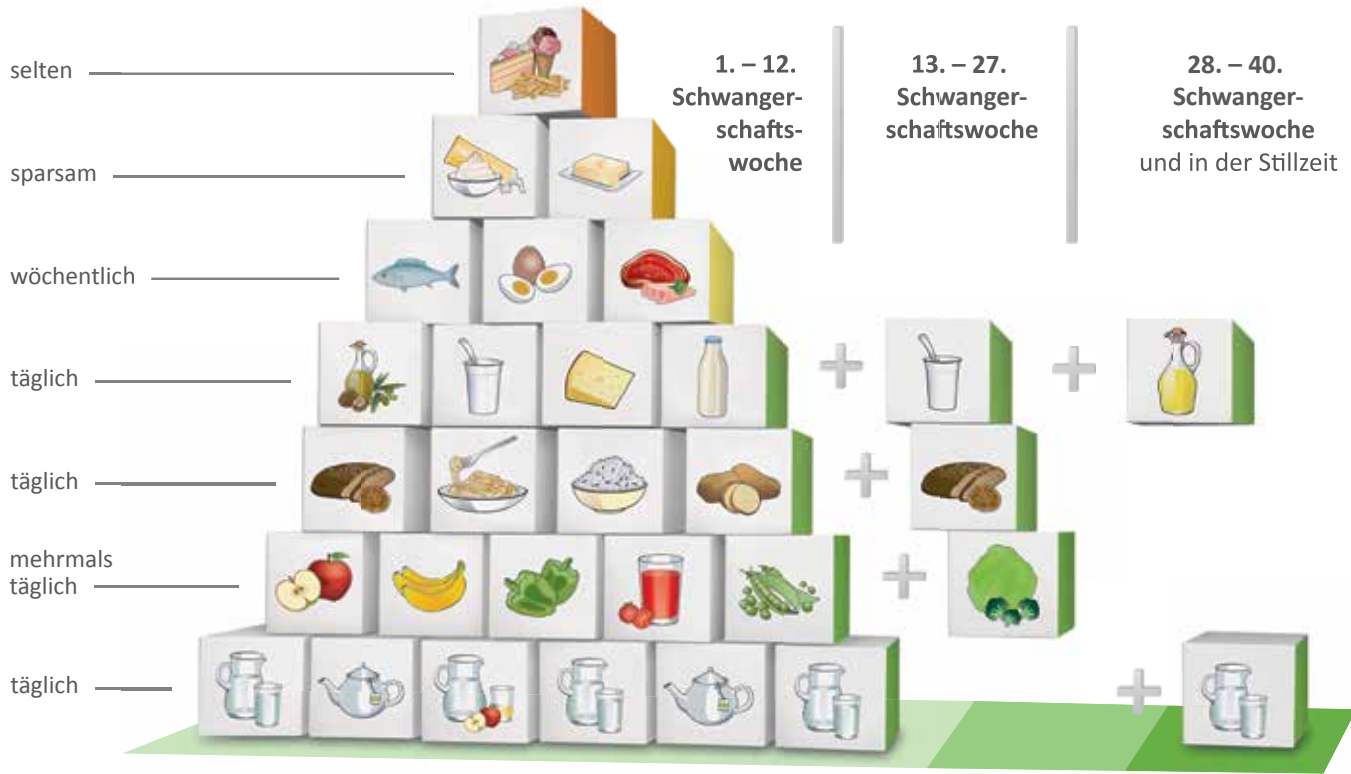 selten
sparsam
wöchentlich
täglich
täglich
mehrmals
täglich
täglich
1. – 12.
Schwanger-
schafts-
woche
13. – 27.
Schwanger-
schaftswoche
28. – 40.
Schwanger-
schaftswoche
und in der Stillzeit